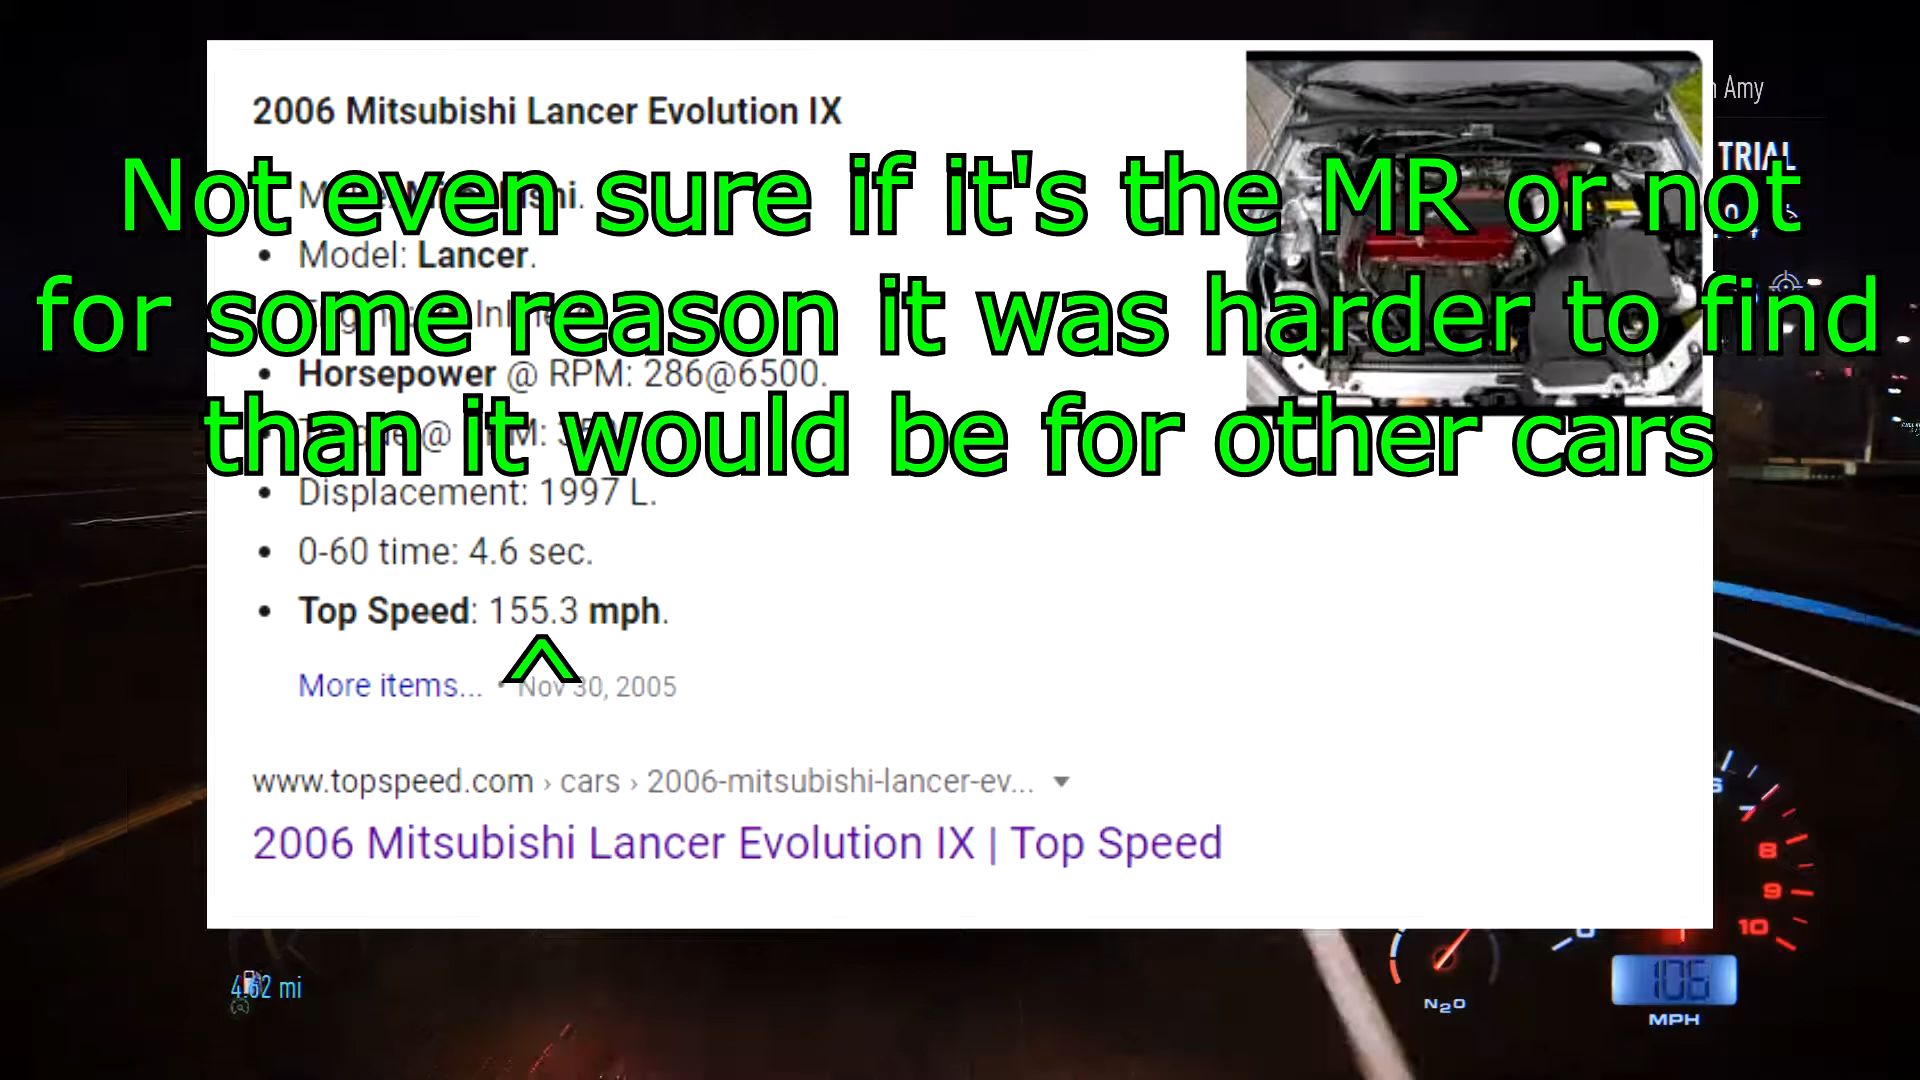 2006 Mitsubishi Lancer Evolution IX
Amy
TRIAL
Not even sure if it's the MR or not
• Model: Lancer.
for some reason it was harder to find
• Horsepower @ RPM: 286@6500.
than it would be for other cars
• Displacement: 1997 L.
• 0-60 time: 4.6 sec.
• Top Speed: 155.3 mph.
^
More items... • Nov 30, 2005
www.topspeed.com › cars › 2006-mitsubishi-lancer-ev...
2006 Mitsubishi Lancer Evolution IX | Top Speed
6
7
8
9
10
0
4.62 mi
N2O
106
MPH